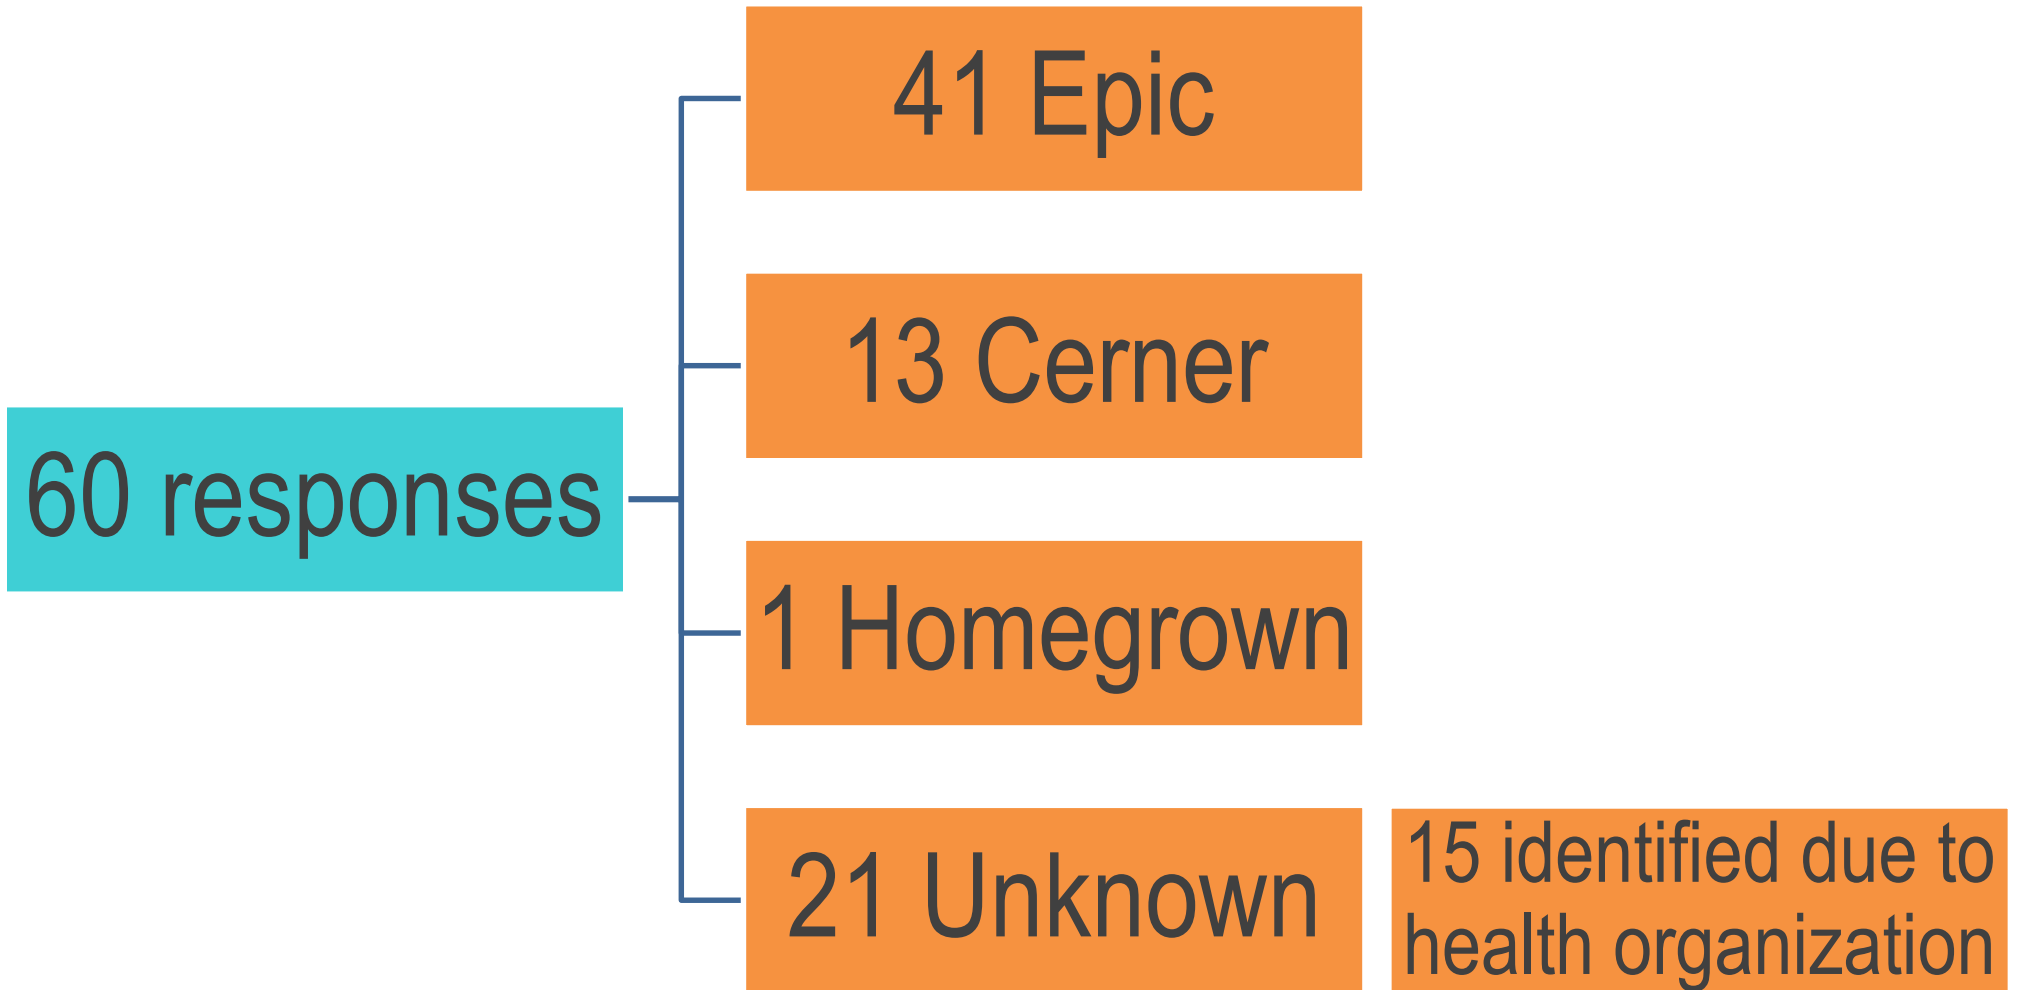 60 responses
41 Epic
13 Cerner
1 Homegrown
21 Unknown
15 identified due to
health organization